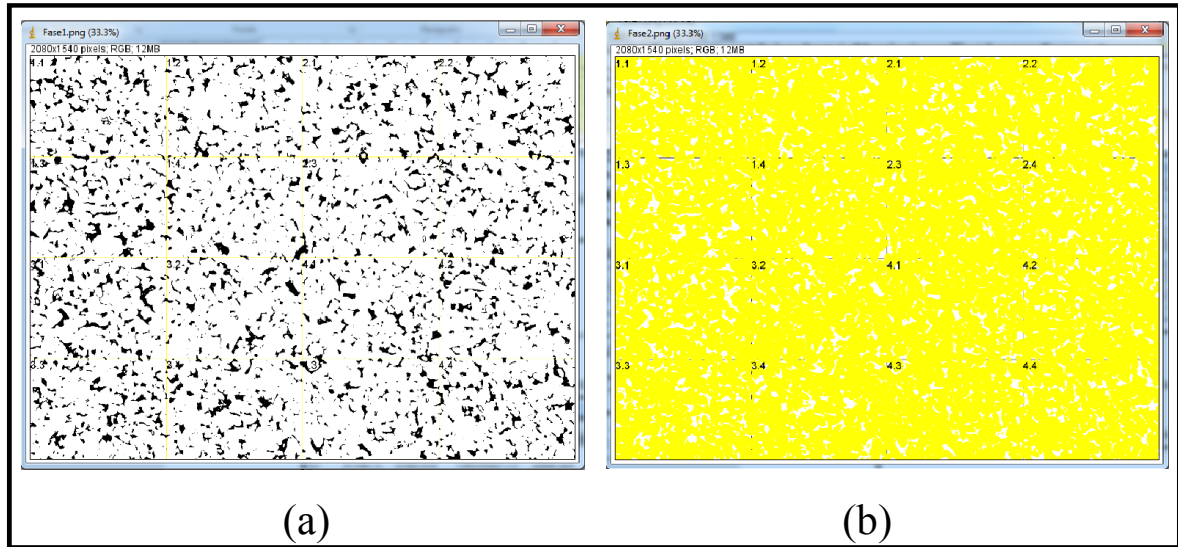 Fase1.png (33.3%)
2080x1540 pixels; RGB; 12MB
1.2 2.1 2.2
1.3 1.4 2.3 2.4
3.2 4.1
3.3 4.4
(a)
Fase2.png (33.3%)
2080x1540 pixels; RGB; 12MB
1.1 1.2 2.1 2.2
1.3 1.4 2.3 2.4
3.1 3.2 4.1 4.2
3.3 3.4 4.3 4.4
(b)